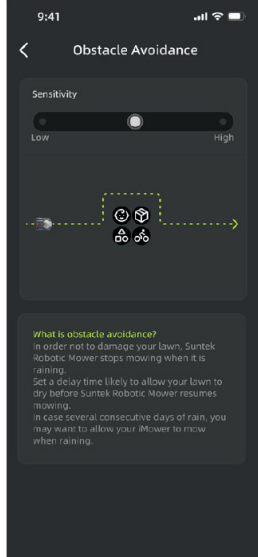 9:41
Obstacle Avoidance
Sensitivity
Low
High
What is obstacle avoidance?
In order not to damage your lawn, Suntek
Robotic Mower stops mowing when it is
raining.
Set a delay time likely to allow your lawn to
dry before Suntek Robotic Mower resumes
mowing.
In case several consecutive days of rain, you
may want to allow your iMower to mow
when raining.